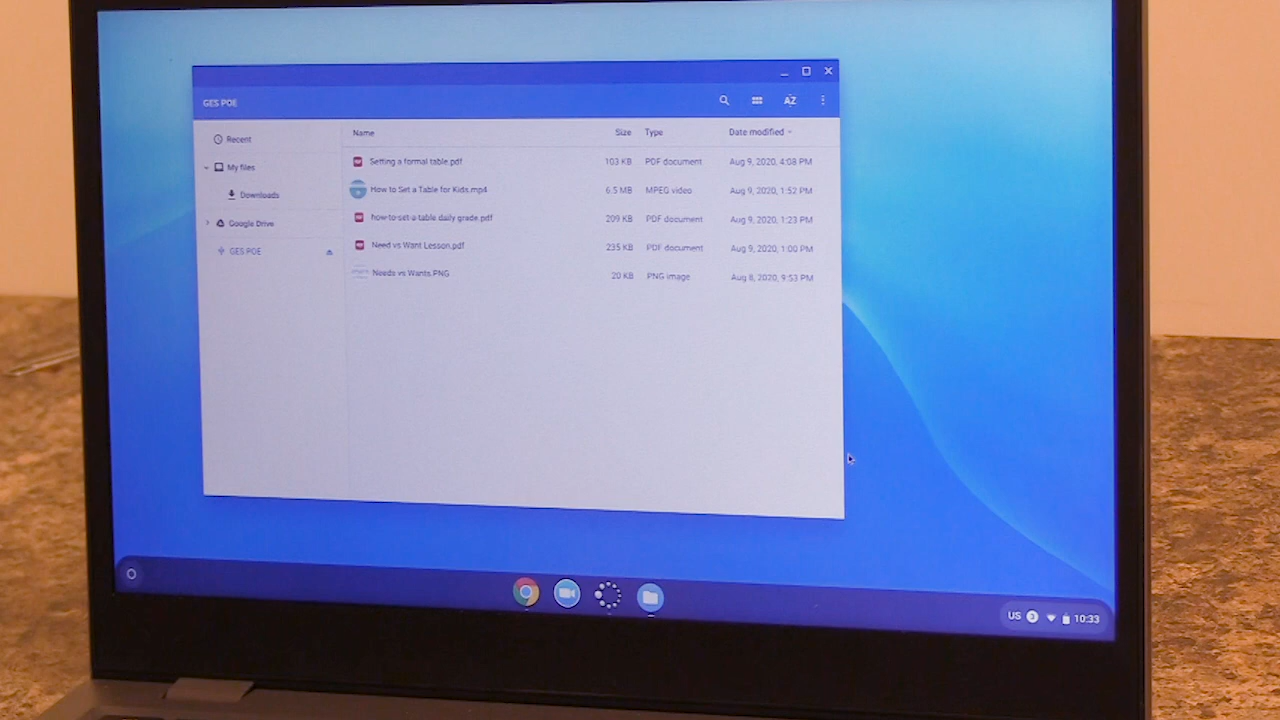 GES POE
AZ
Recent
My files
Downloads
Google Drive
GES POE
Name Size Type Date modified
Setting a formal table.pdf 103 KB PDF document Aug 9, 2020, 4:08 PM
How to Set a Table for Kids.mp4 6.5 MB MPEG video Aug 9, 2020, 1:52 PM
how-to-set-a-table daily grade.pdf 209 KB PDF document Aug 9, 2020, 1:23 PM
Need vs Want Lesson.pdf 235 KB PDF document Aug 9, 2020, 1:00 PM
Needs vs Wants.PNG 20 KB PNG image Aug 8, 2020, 9:53 PM
US 3 10:33